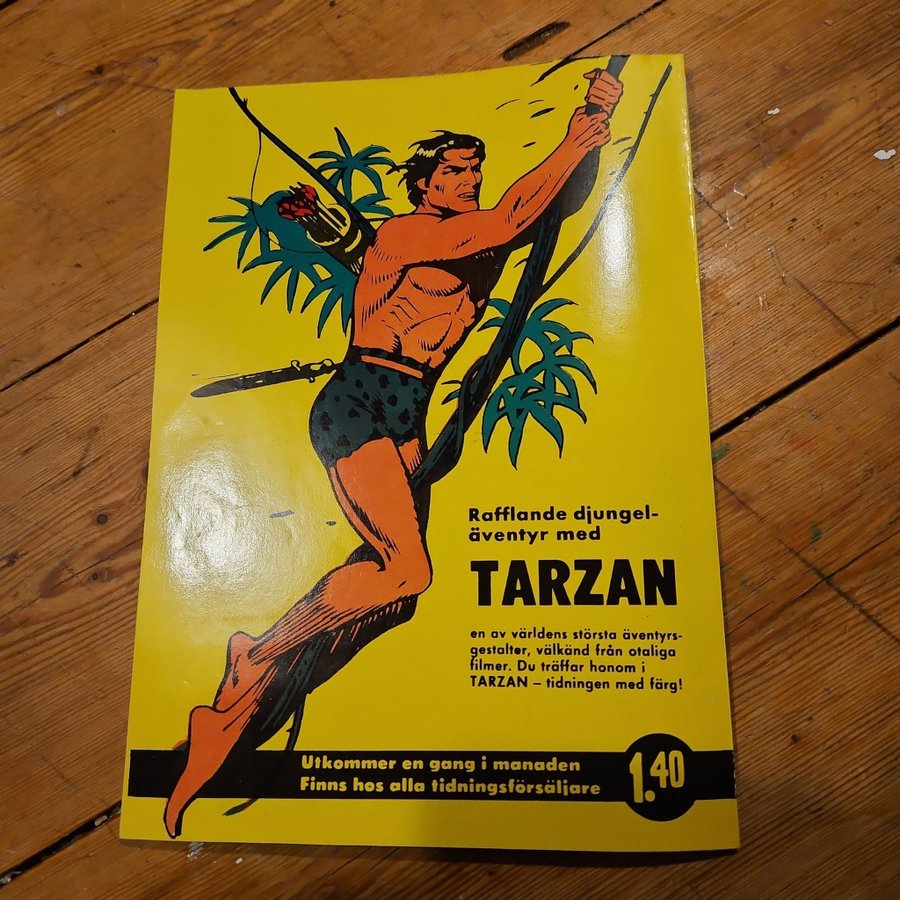 Rafflande djungel-
äventyr med
TARZAN
en av världens största äventyrs-
gestalter, välkänd från otaliga
filmer. Du träffar honom i
TARZAN – tidningen med färg!
Utkommer en gang i manaden
Finns hos alla tidningsförsäljare
1.40